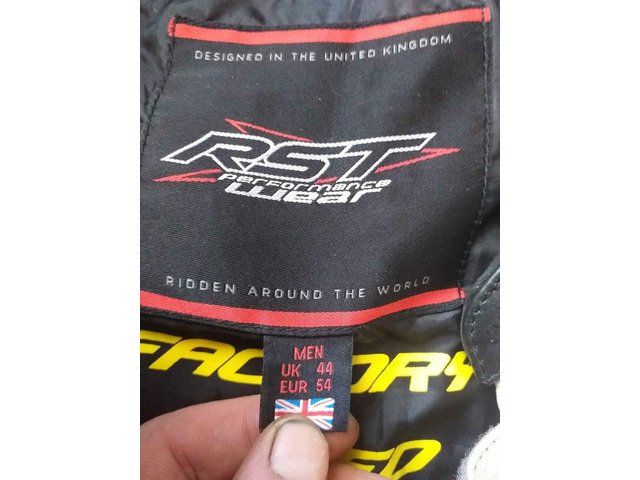 DESIGNED IN THE UNITED KINGDOM
RST
performance
wear
RIDDEN AROUND THE WORLD
MEN
UK 44
EUR 54